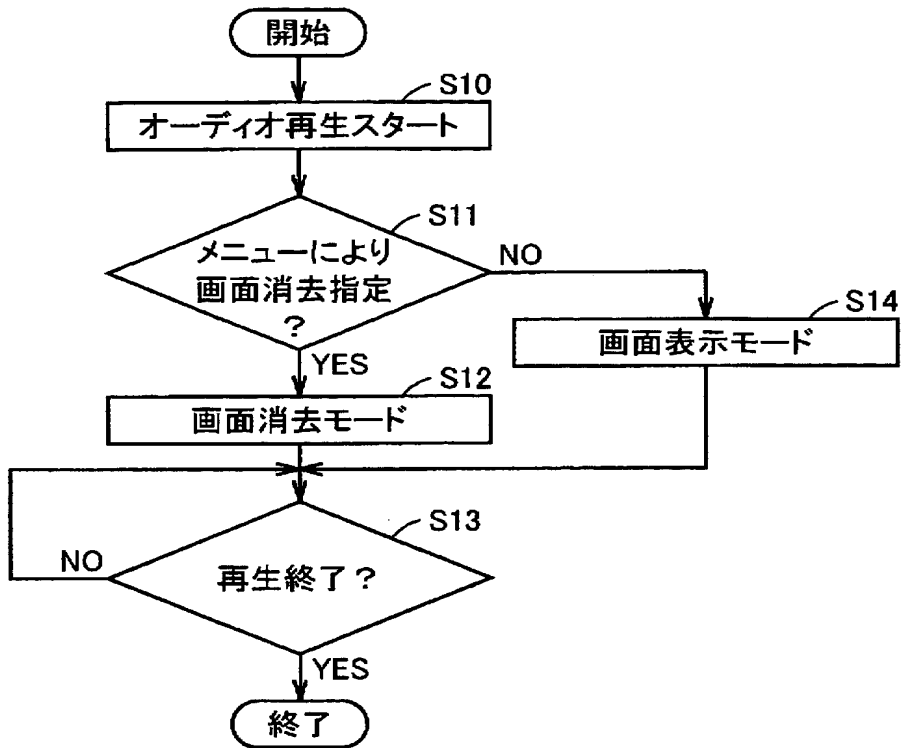 開始
S10
オーディオ再生スタート
S11
メニューにより
画面消去指定
?
NO
YES
S14
画面表示モード
S12
画面消去モード
S13
再生終了?
NO
YES
終了